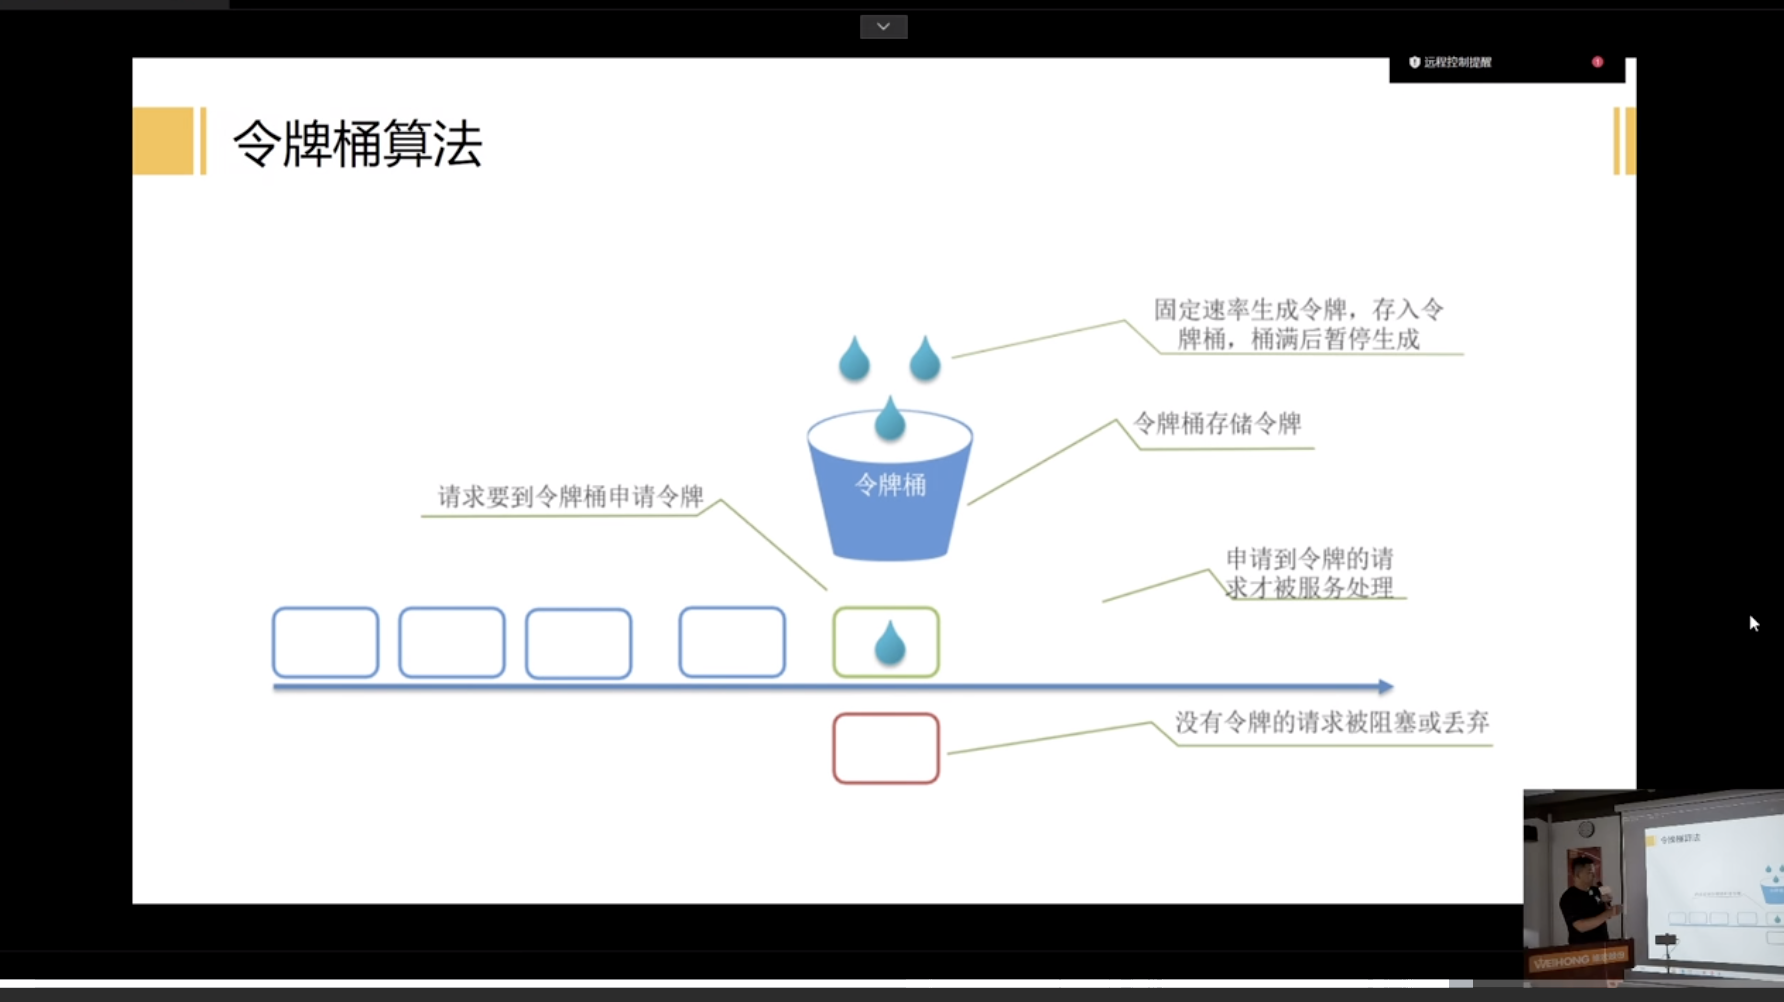 远程控制提醒
令牌桶算法
固定速率生成令牌，存入令
牌桶，桶满后暂停生成
令牌桶存储令牌
令牌桶
请求要到令牌桶申请令牌
申请到令牌的请
求才被服务处理
没有令牌的请求被阻塞或丢弃
令牌桶算法
WEIHONG